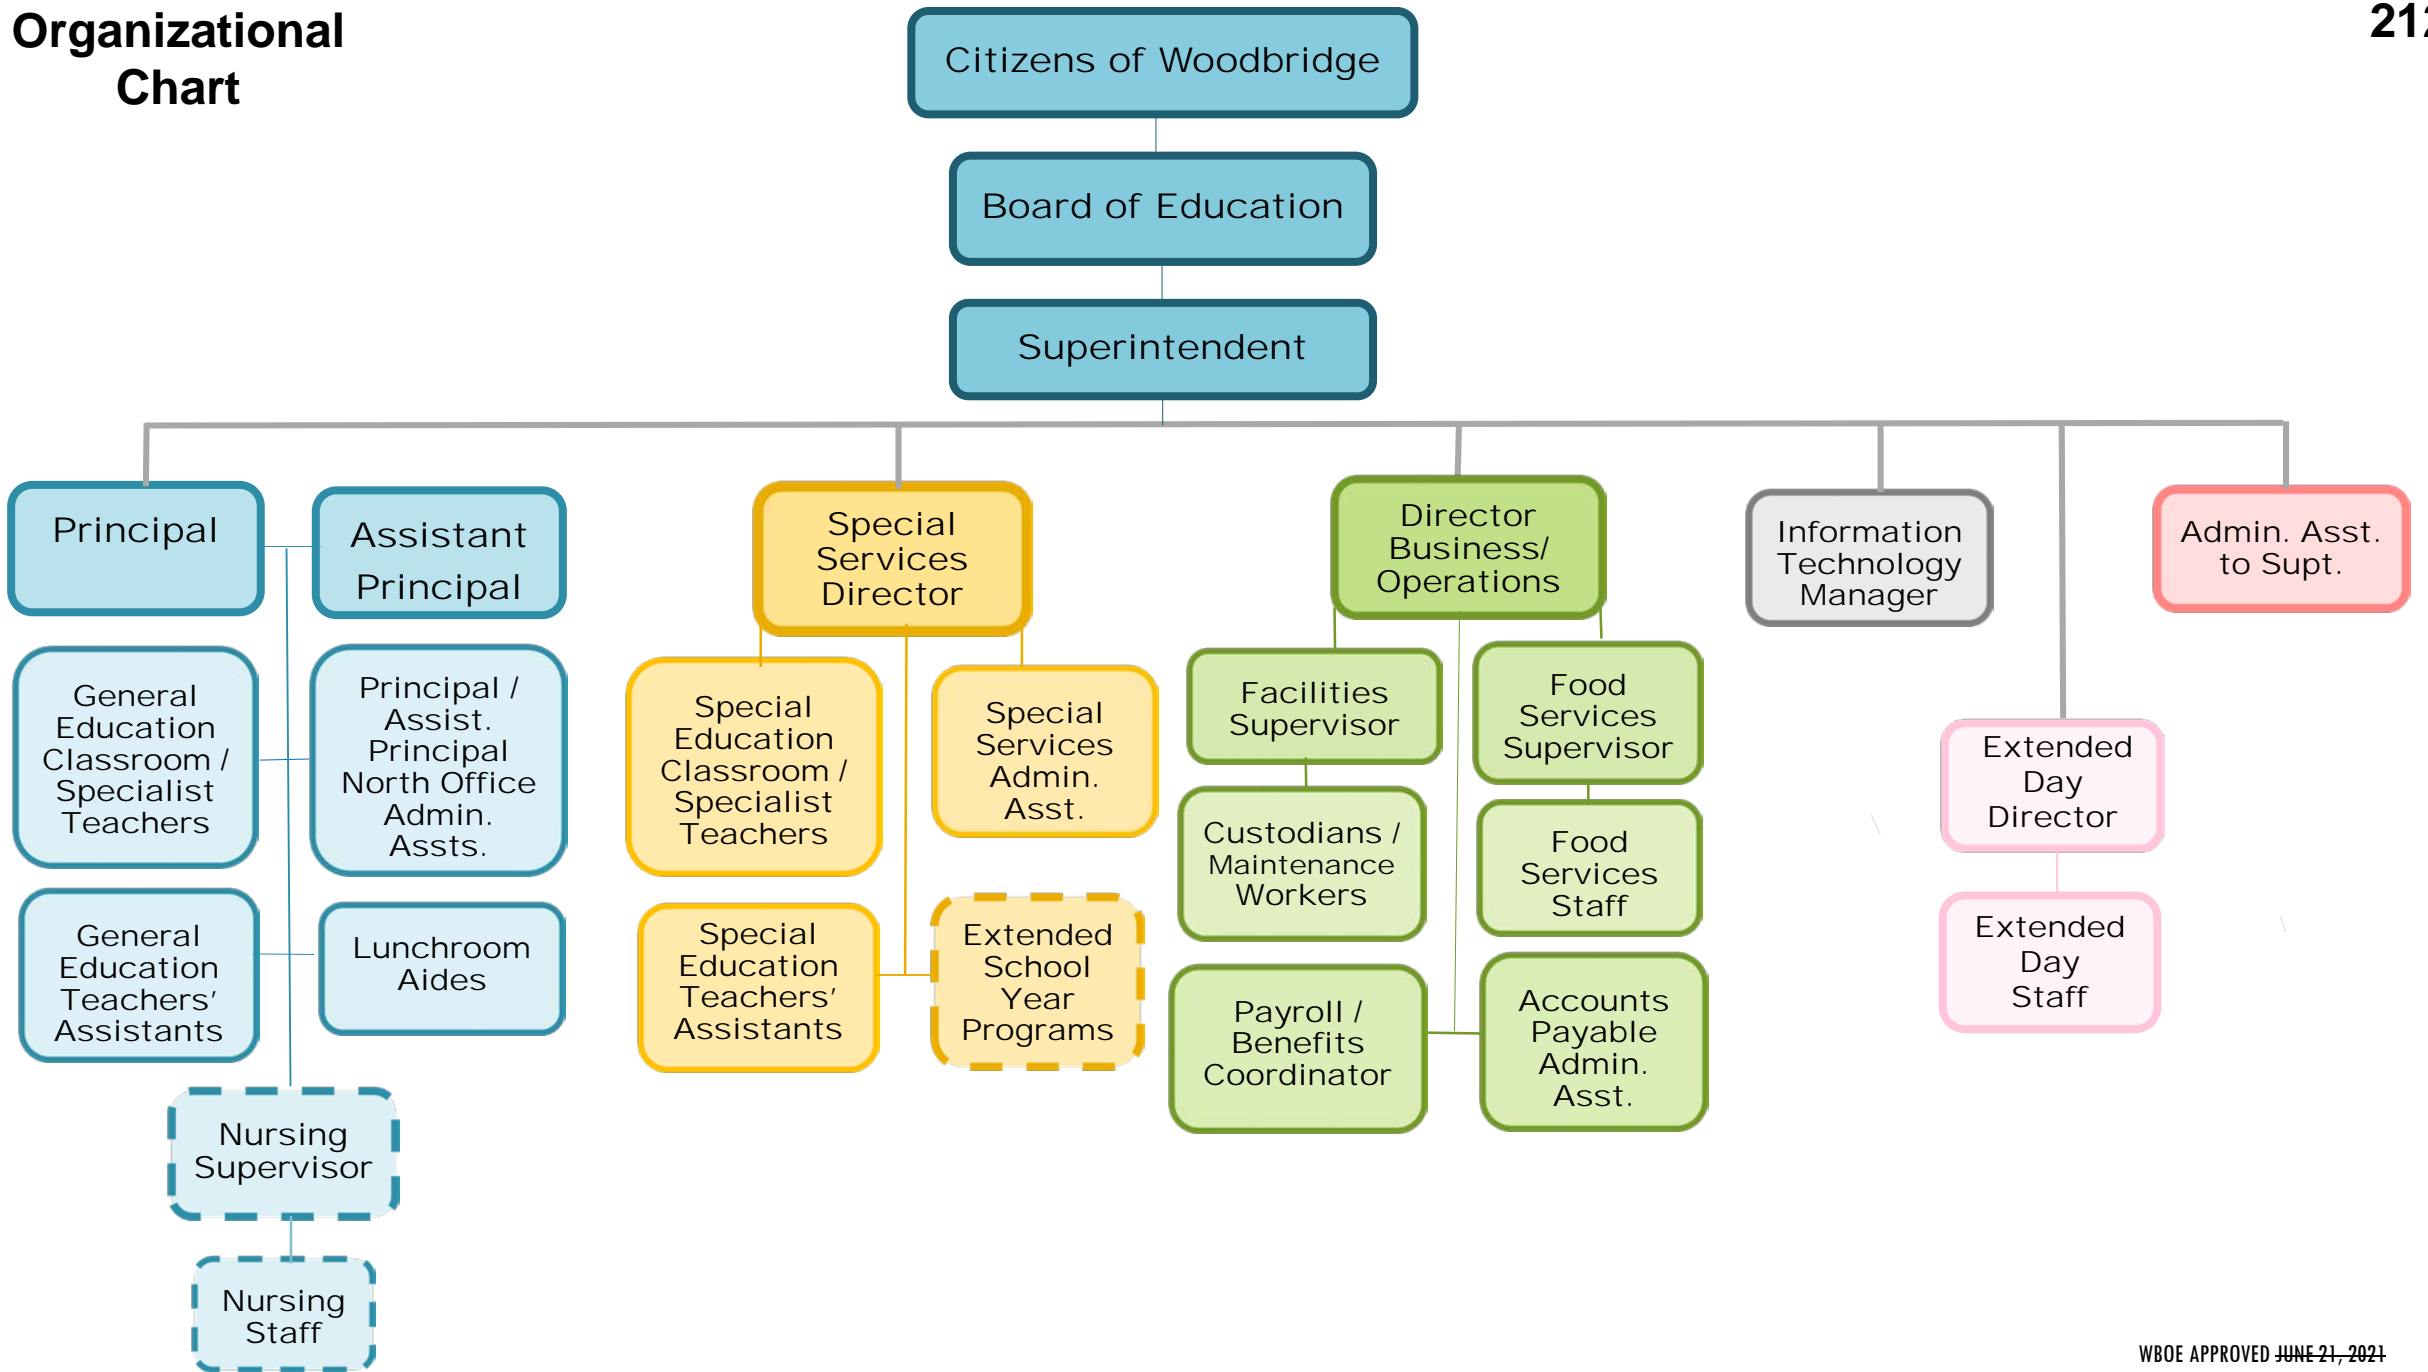 Organizational
Chart
212
Citizens of Woodbridge
Board of Education
Superintendent
Principal
Assistant
Principal
General
Education
Classroom /
Specialist
Teachers
Principal /
Assist.
Principal
North Office
Admin.
Assts.
General
Education
Teachers’
Assistants
Lunchroom
Aides
Nursing
Supervisor
Nursing
Staff
Special
Services
Director
Special
Education
Classroom /
Specialist
Teachers
Special
Services
Admin.
Asst.
Special
Education
Teachers’
Assistants
Extended
School
Year
Programs
Director
Business/
Operations
Facilities
Supervisor
Food
Services
Supervisor
Custodians /
Maintenance
Workers
Food
Services
Staff
Payroll /
Benefits
Coordinator
Accounts
Payable
Admin.
Asst.
Information
Technology
Manager
Extended
Day
Director
Extended
Day
Staff
Admin. Asst.
to Supt.
WBOE APPROVED JUNE 21, 2021